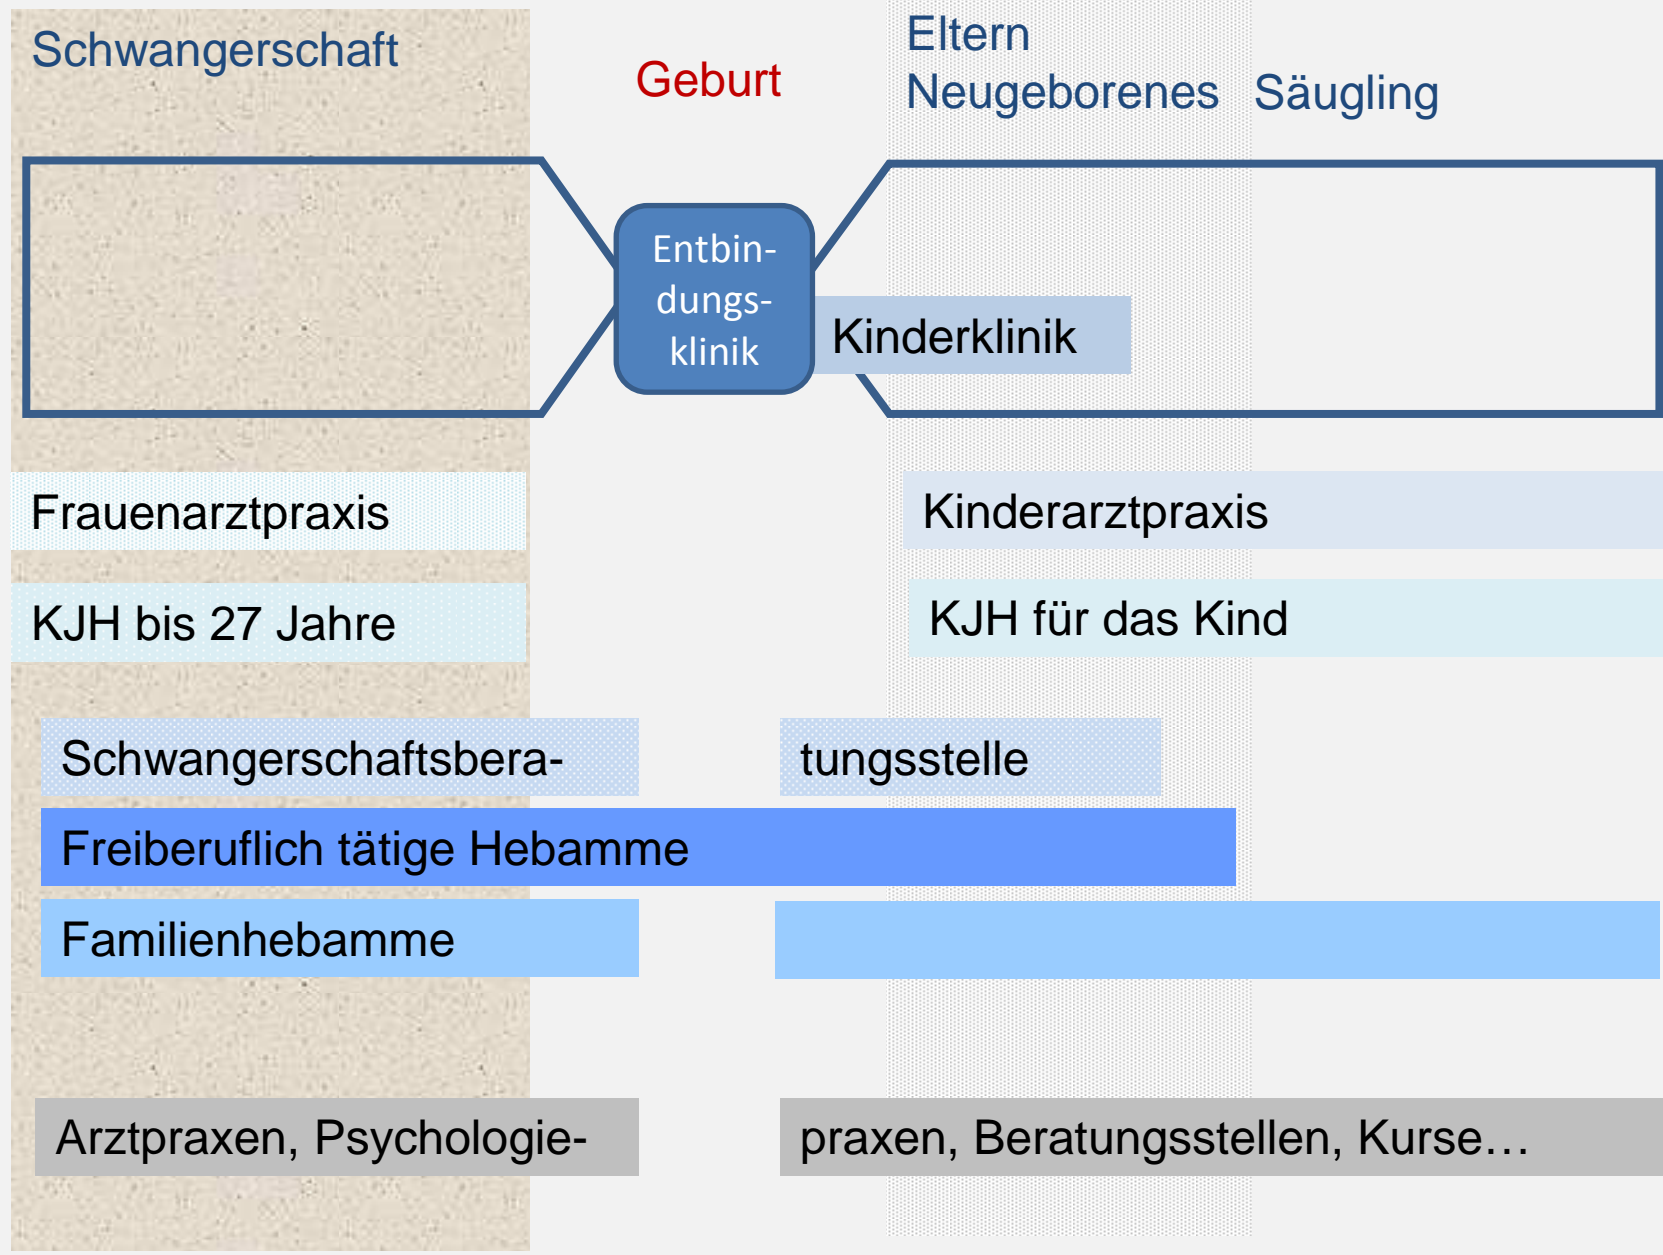 Schwangerschaft
Geburt
Eltern
Neugeborenes
Säugling
Entbin-
dungs-
klinik
Kinderklinik
Frauenarztpraxis
Kinderarztpraxis
KJH bis 27 Jahre
KJH für das Kind
Schwangerschaftsbera-
tungsstelle
Freiberuflich tätige Hebamme
Familienhebamme
Arztpraxen, Psychologie-
praxen, Beratungsstellen, Kurse…